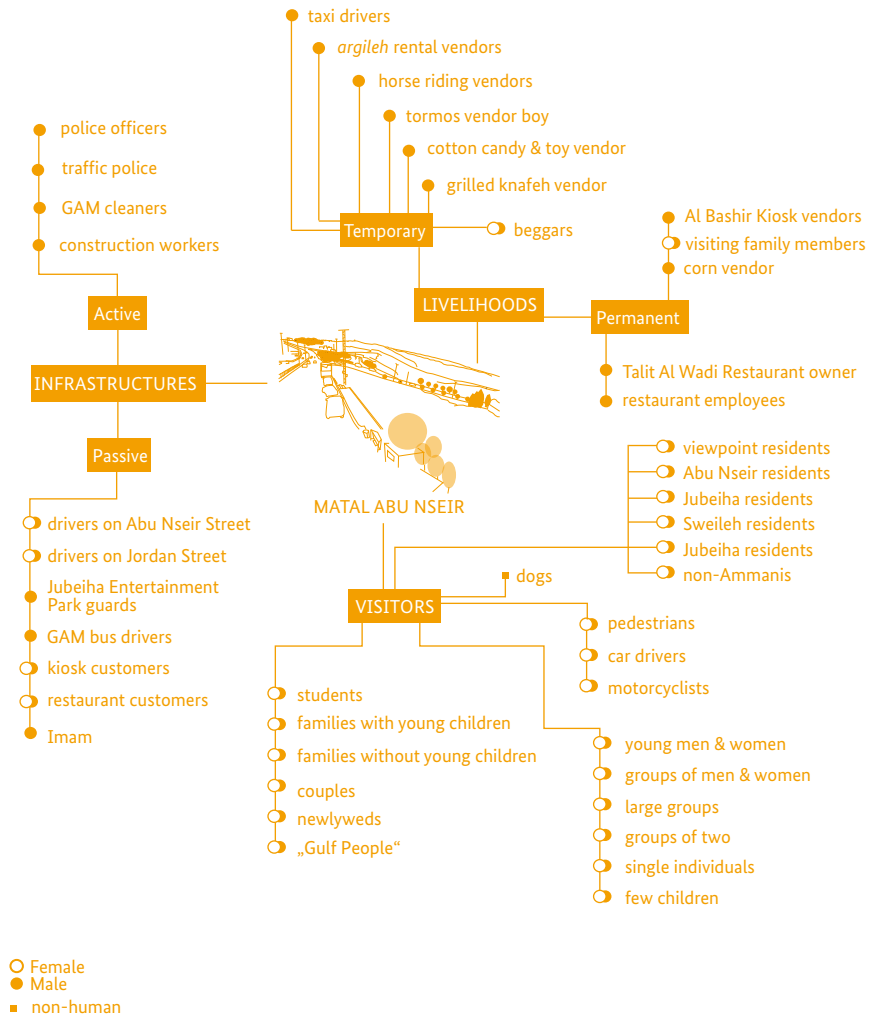 taxi drivers
argileh rental vendors
horse riding vendors
tormos vendor boy
cotton candy & toy vendor
grilled knafeh vendor
Temporary
beggars
police officers
traffic police
GAM cleaners
construction workers
Active
INFRASTRUCTURES
Passive
drivers on Abu Nseir Street
drivers on Jordan Street
Jubeiha Entertainment
Park guards
GAM bus drivers
kiosk customers
restaurant customers
Imam
LIVELIHOODS
Permanent
Al Bashir Kiosk vendors
visiting family members
corn vendor
Talit Al Wadi Restaurant owner
restaurant employees
MATAL ABU NSEIR
viewpoint residents
Abu Nseir residents
Jubeiha residents
Sweileh residents
Jubeiha residents
non-Ammanis
dogs
VISITORS
pedestrians
car drivers
motorcyclists
students
families with young children
families without young children
couples
newlyweds
„Gulf People“
young men & women
groups of men & women
large groups
groups of two
single individuals
few children
Female
Male
non-human